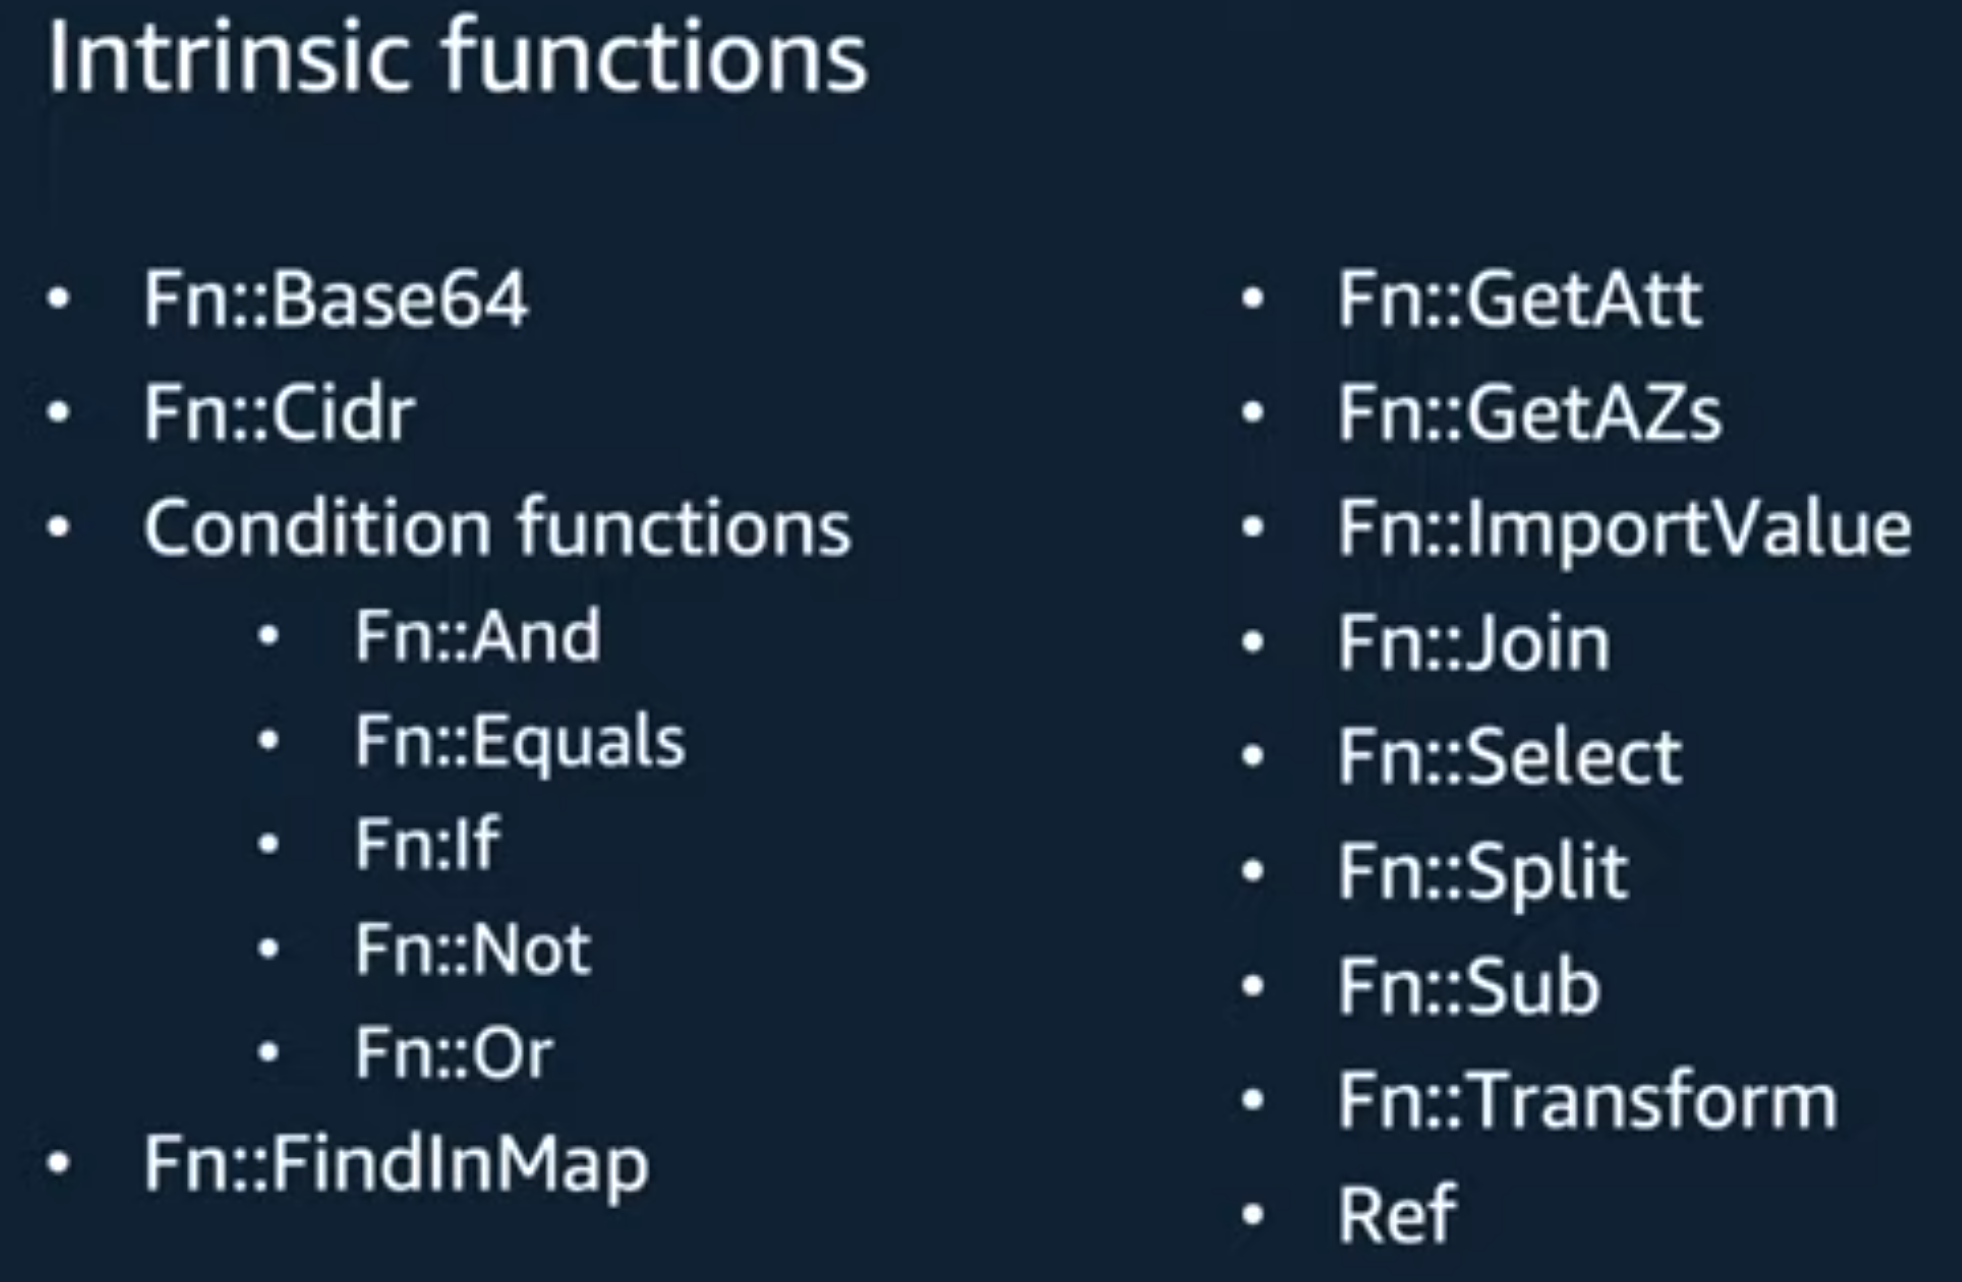 Intrinsic functions
• Fn::Base64
• Fn::Cidr
• Condition functions
• Fn::And
• Fn::Equals
• Fn:If
• Fn::Not
• Fn::Or
• Fn::FindInMap
• Fn::GetAtt
• Fn::GetAZs
• Fn::ImportValue
• Fn::Join
• Fn::Select
• Fn::Split
• Fn::Sub
• Fn::Transform
• Ref